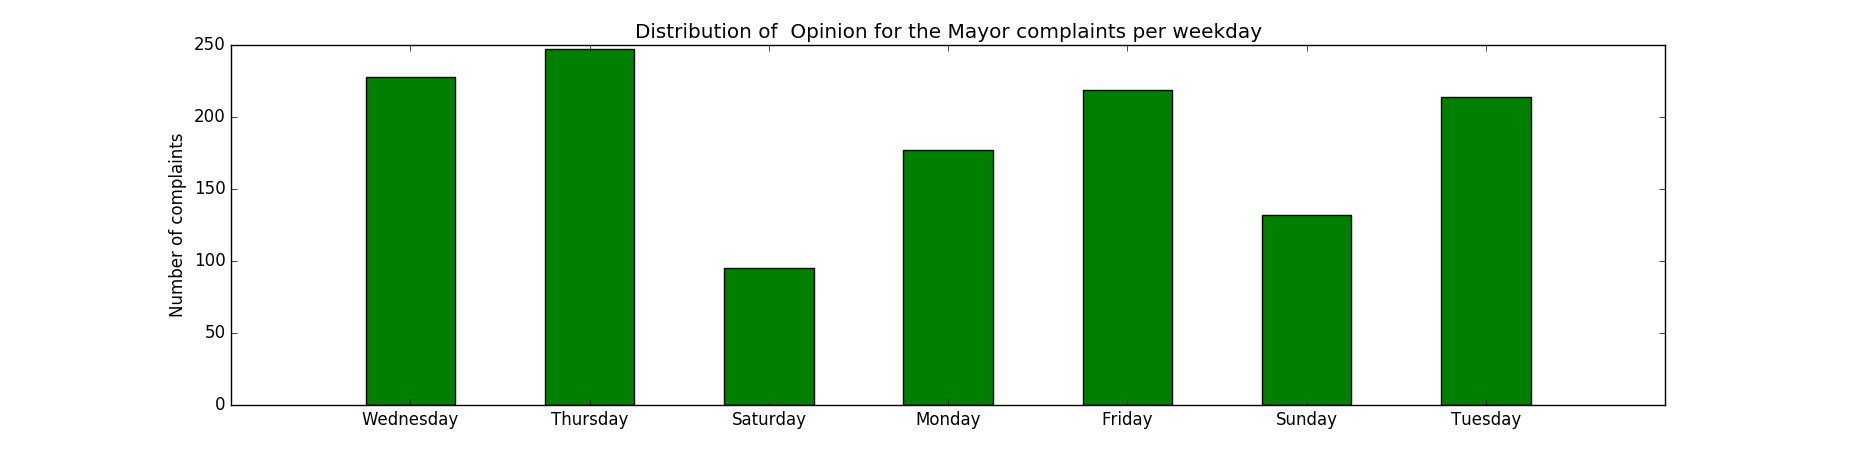 Distribution of  Opinion for the Mayor complaints per weekday
Number of complaints
250
200
150
100
50
0
Wednesday Thursday Saturday Monday Friday Sunday Tuesday